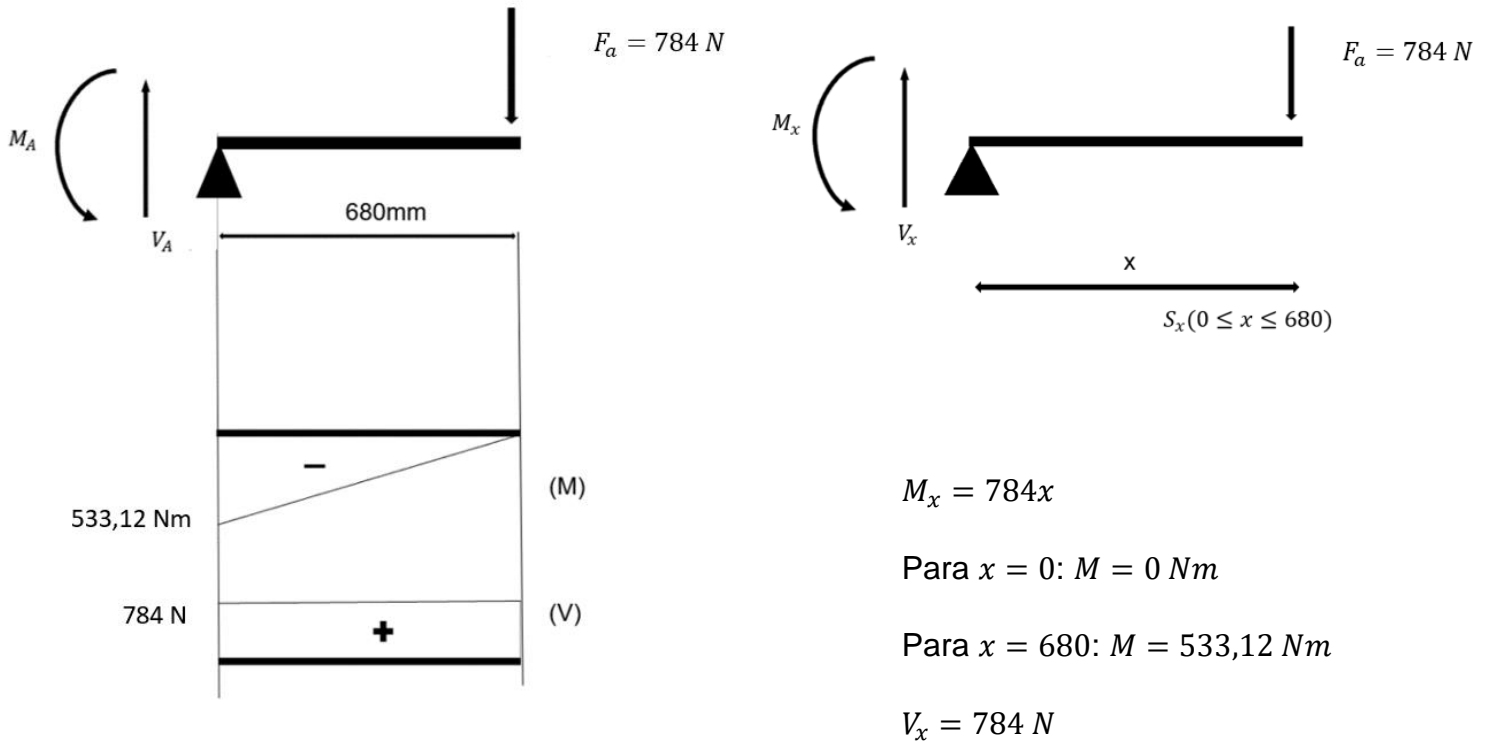 F_a = 784 N
M_A
V_A
680mm
533,12 Nm
−
(M)
784 N
+
(V)
F_a = 784 N
M_x
V_x
x
S_x(0 ≤ x ≤ 680)
M_x = 784x
Para x = 0: M = 0 Nm
Para x = 680: M = 533,12 Nm
V_x = 784 N